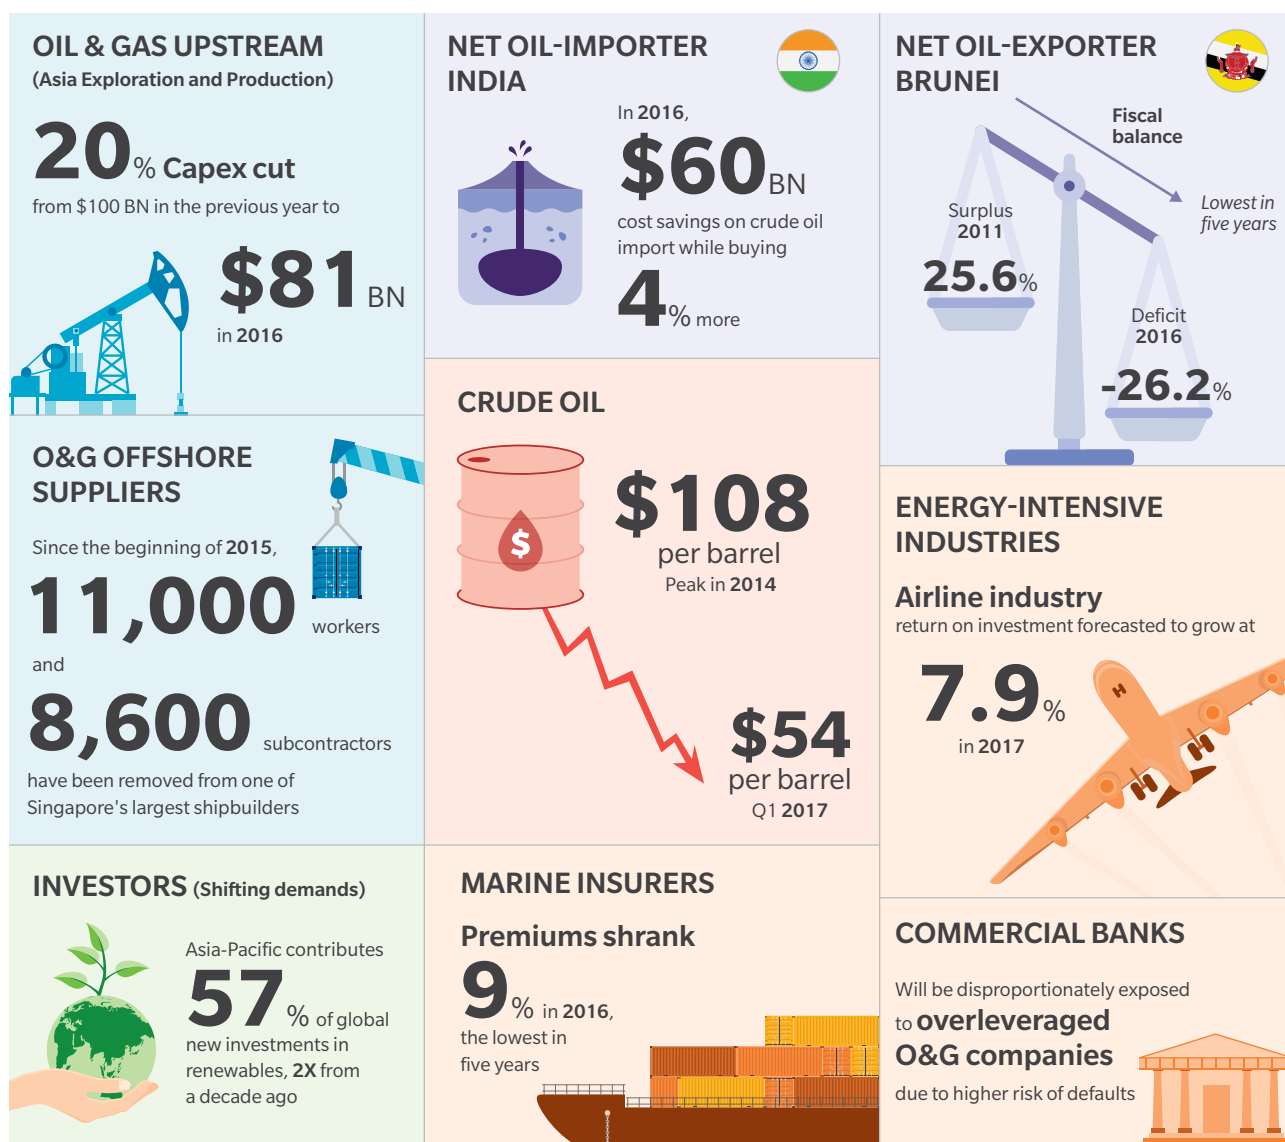 OIL & GAS UPSTREAM
(Asia Exploration and Production)
20% Capex cut
from $100 BN in the previous year to
$81 BN
in 2016
O&G OFFSHORE
SUPPLIERS
Since the beginning of 2015,
11,000 workers
and
8,600 subcontractors
have been removed from one of
Singapore's largest shipbuilders
INVESTORS (Shifting demands)
Asia-Pacific contributes
57% of global
new investments in
renewables, 2X from
a decade ago
NET OIL-IMPORTER
INDIA
In 2016,
$60 BN
cost savings on crude oil
import while buying
4% more
CRUDE OIL
$
$108
per barrel
Peak in 2014
$54
per barrel
Q1 2017
MARINE INSURERS
Premiums shrank
9% in 2016,
the lowest in
five years
NET OIL-EXPORTER
BRUNEI
Fiscal
balance
Lowest in
five years
Surplus
2011
25.6%
Deficit
2016
-26.2%
ENERGY-INTENSIVE
INDUSTRIES
Airline industry
return on investment forecasted to grow at
7.9%
in 2017
COMMERCIAL BANKS
Will be disproportionately exposed
to overleveraged
O&G companies
due to higher risk of defaults